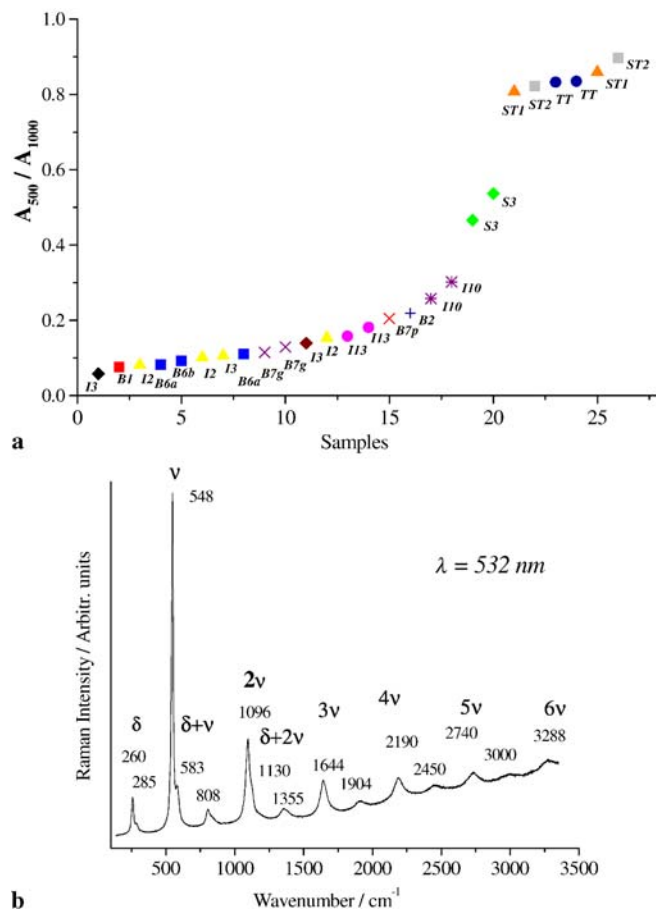 A500 / A1000
1.0
0.8
0.6
0.4
0.2
0.0
ST2
ST1
ST2
TT
TT
ST1
S3
S3
I10
I10
B2
B7p
I13
I13
I2
I3
B7g
B7g
B6a
I3
I2
B6b
B6a
I2
B1
I3
0
5
10
15
20
25
Samples
a
Raman Intensity / Arbitr. units
ν
548
λ = 532 nm
2ν
1096
δ
260
285
δ+ν
583
808
δ+2ν
1130
1355
3ν
1644
1904
4ν
2190
2450
5ν
2740
3000
6ν
3288
500
1000
1500
2000
2500
3000
3500
Wavenumber / cm-1
b